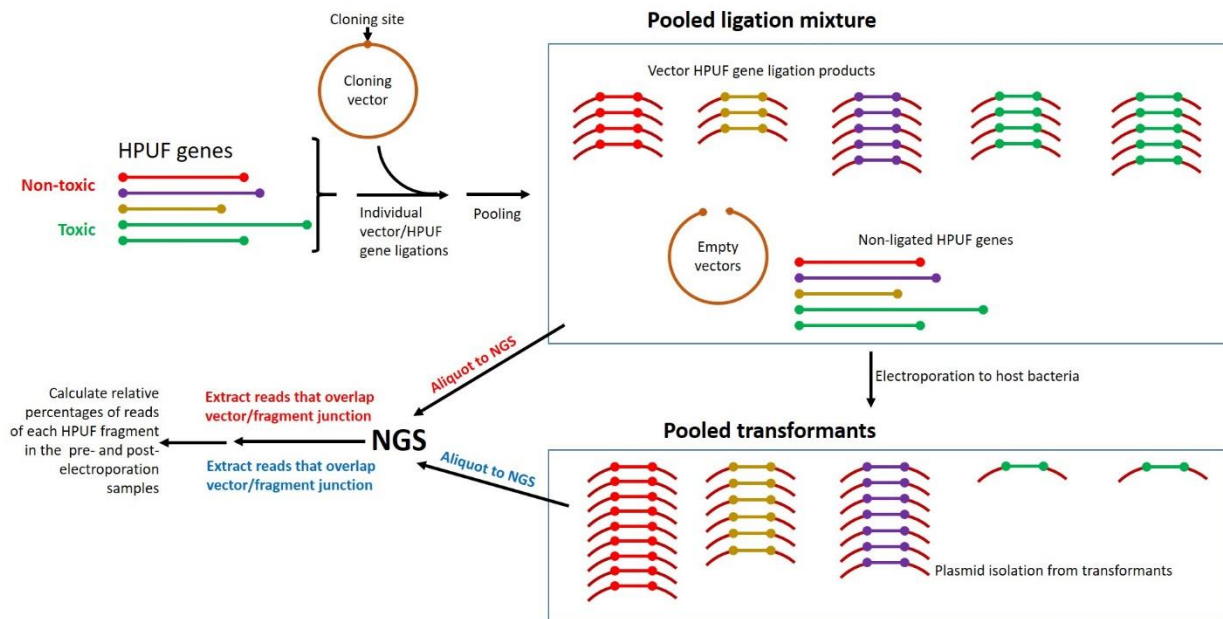 Cloning site
Cloning
vector
HPUF genes
Non-toxic
Toxic
Individual
vector/HPUF
gene ligations
Pooling
Pooled ligation mixture
Vector HPUF gene ligation products
Empty
vectors
Non-ligated HPUF genes
Electroporation to host bacteria
Aliquot to NGS
Extract reads that overlap
vector/fragment junction
NGS
Extract reads that overlap
vector/fragment junction
Calculate relative
percentages of reads
of each HPUF fragment
in the pre- and post-
electroporation
samples
Aliquot to NGS
Pooled transformants
Plasmid isolation from transformants